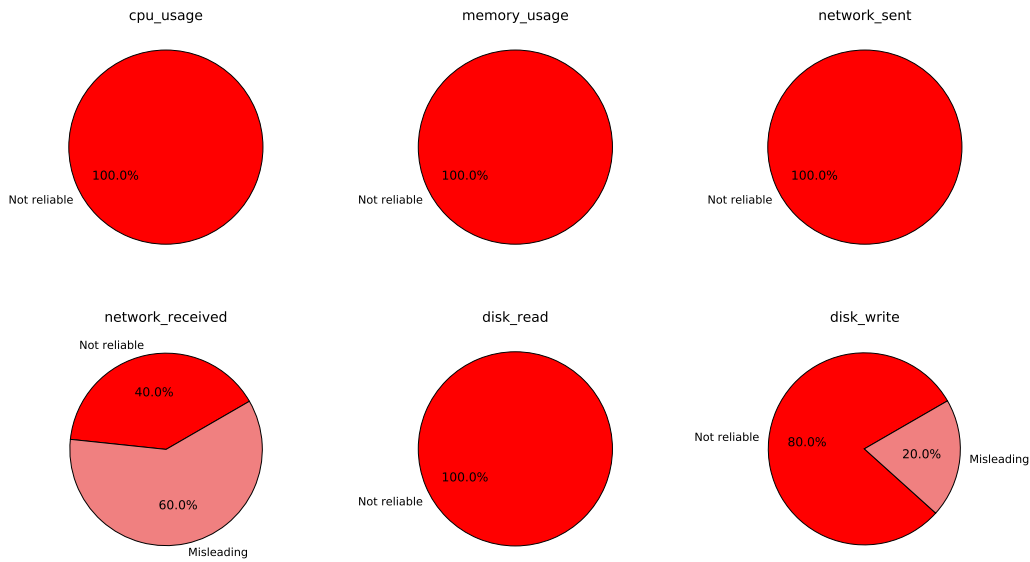 cpu_usage
100.0%
Not reliable
memory_usage
100.0%
Not reliable
network_sent
100.0%
Not reliable
network_received
Not reliable
40.0%
60.0%
Misleading
disk_read
100.0%
Not reliable
disk_write
Not reliable
80.0%
20.0%
Misleading